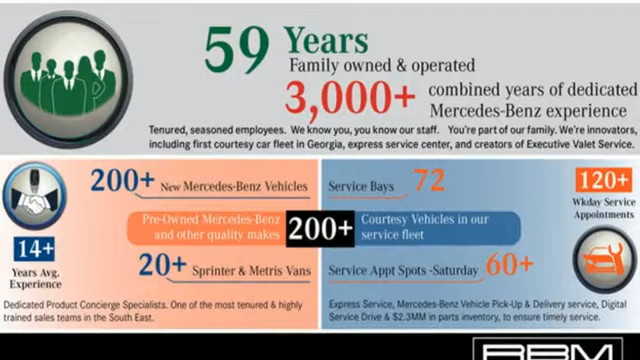 59 Years
Family owned & operated
3,000+ combined years of dedicated
Mercedes-Benz experience
Tenured, seasoned employees. We know you, you know our staff. You're part of our family. We're innovators,
including first courtesy car fleet in Georgia, express service center, and creators of Executive Valet Service.
200+ New Mercedes-Benz Vehicles
Pre-Owned Mercedes-Benz
and other quality makes
200+
20+ Sprinter & Metris Vans
14+
Years Avg.
Experience
Dedicated Product Concierge Specialists. One of the most tenured & highly
trained sales teams in the South East.
Service Bays 72
Courtesy Vehicles in our
service fleet
Service Appt Spots -Saturday 60+
120+
Wkday Service
Appointments
Express Service, Mercedes-Benz Vehicle Pick-Up & Delivery service, Digital
Service Drive & $2.3MM in parts inventory, to ensure timely service.
RBM